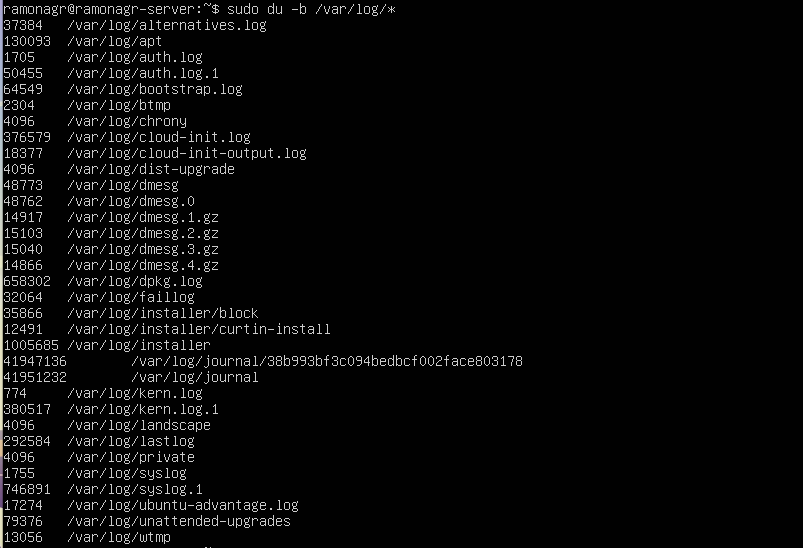 ramonagr@ramonagr-server:~$ sudo du -b /var/log/*
37384 /var/log/alternatives.log
130093 /var/log/apt
1705 /var/log/auth.log
50455 /var/log/auth.log.1
64549 /var/log/bootstrap.log
2304 /var/log/btmp
4096 /var/log/chrony
376579 /var/log/cloud-init.log
18377 /var/log/cloud-init-output.log
4096 /var/log/dist-upgrade
48773 /var/log/dmesg
48762 /var/log/dmesg.0
14917 /var/log/dmesg.1.gz
15103 /var/log/dmesg.2.gz
15040 /var/log/dmesg.3.gz
14866 /var/log/dmesg.4.gz
658302 /var/log/dpkg.log
32064 /var/log/faillog
35866 /var/log/installer/block
12491 /var/log/installer/curtin-install
1005685 /var/log/installer
41947136 /var/log/journal/38b993bf3c094bedbcf002face803178
41951232 /var/log/journal
774 /var/log/kern.log
380517 /var/log/kern.log.1
4096 /var/log/landscape
292584 /var/log/lastlog
4096 /var/log/private
1755 /var/log/syslog
746891 /var/log/syslog.1
17274 /var/log/ubuntu-advantage.log
79376 /var/log/unattended-upgrades
13056 /var/log/wtmp